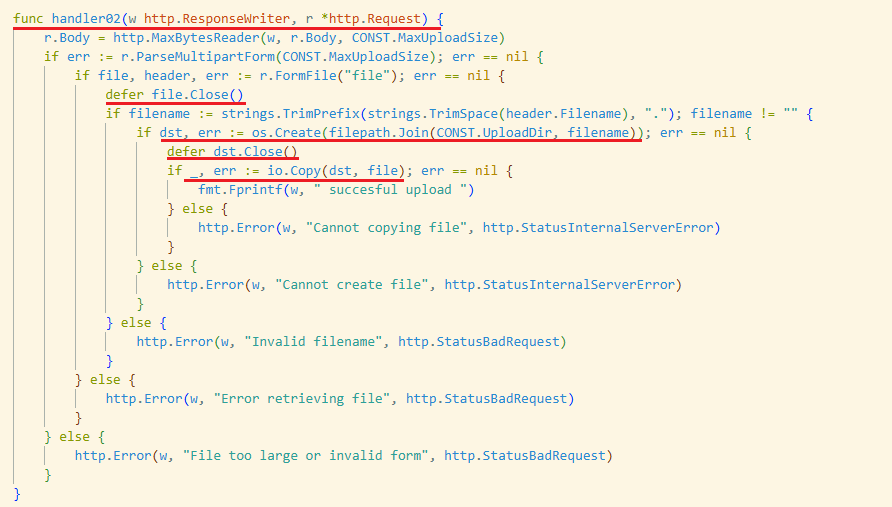 func handler02(w http.ResponseWriter, r *http.Request) {
    r.Body = http.MaxBytesReader(w, r.Body, CONST.MaxUploadSize)
    if err := r.ParseMultipartForm(CONST.MaxUploadSize); err == nil {
        if file, header, err := r.FormFile("file"); err == nil {
            defer file.Close()
            if filename := strings.TrimPrefix(strings.TrimSpace(header.Filename), "."); filename != "" {
                if dst, err := os.Create(filepath.Join(CONST.UploadDir, filename)); err == nil {
                    defer dst.Close()
                    if _, err := io.Copy(dst, file); err == nil {
                        fmt.Fprintf(w, " succesful upload ")
                    } else {
                        http.Error(w, "Cannot copying file", http.StatusInternalServerError)
                    }
                } else {
                    http.Error(w, "Cannot create file", http.StatusInternalServerError)
                }
            } else {
                http.Error(w, "Invalid filename", http.StatusBadRequest)
            }
        } else {
            http.Error(w, "Error retrieving file", http.StatusBadRequest)
        }
    } else {
        http.Error(w, "File too large or invalid form", http.StatusBadRequest)
    }
}